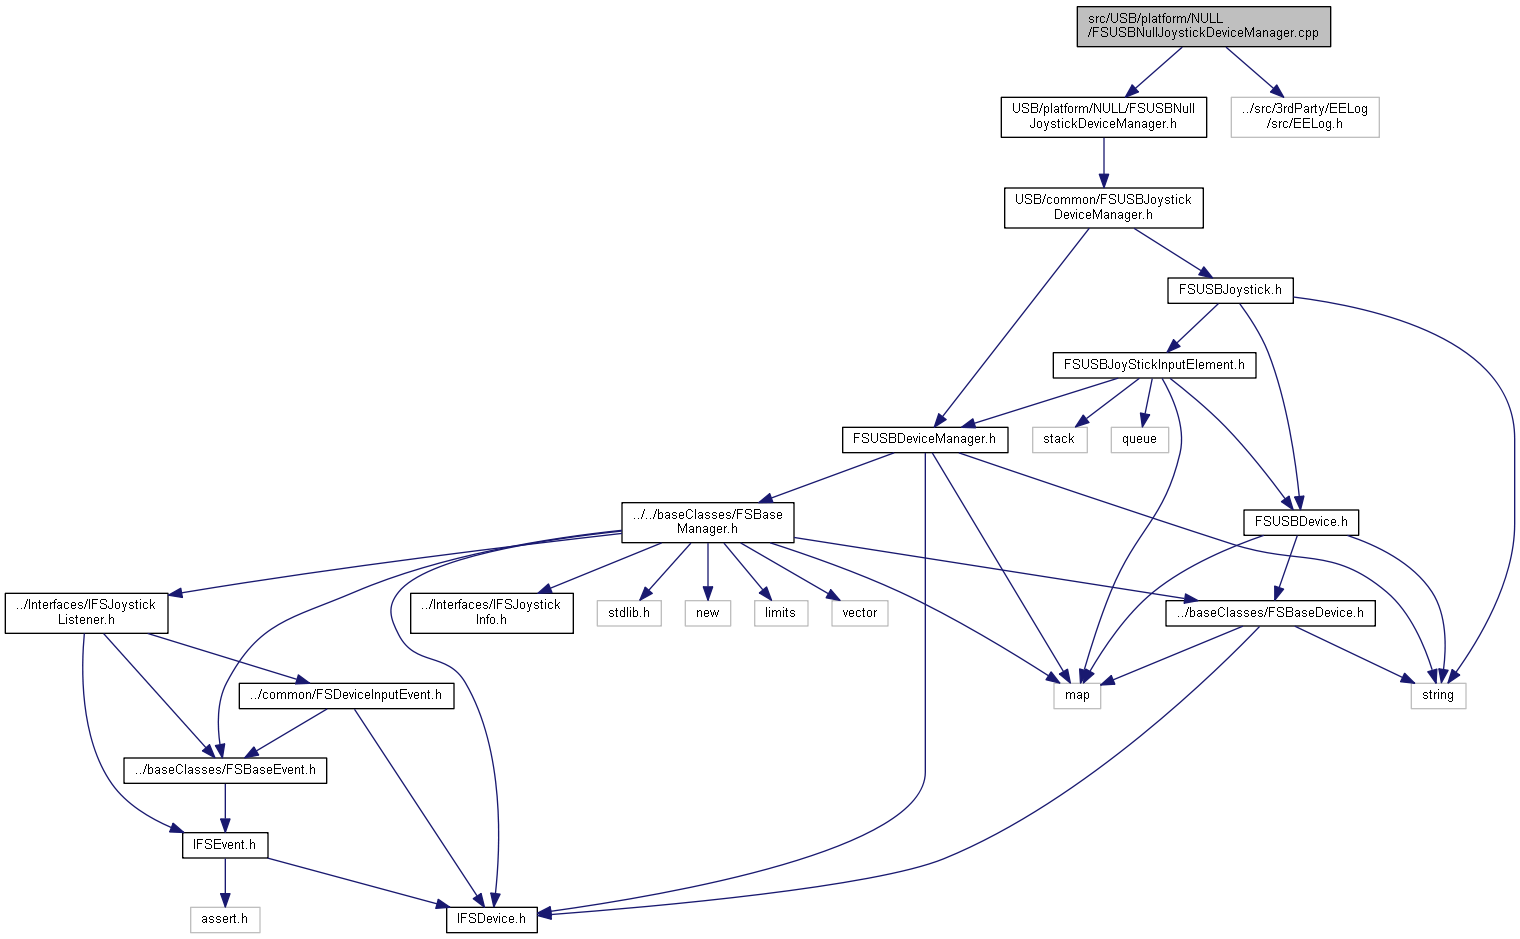 src/USB/platform/NULL
/FSUSBNullJoystickDeviceManager.cpp
USB/platform/NULL/FSUSBNull
JoystickDeviceManager.h
../src/3rdParty/EELog
/src/EELog.h
USB/common/FSUSBJoystick
DeviceManager.h
FSUSBJoystick.h
FSUSBJoyStickInputElement.h
FSUSBDeviceManager.h
stack
queue
../../baseClasses/FSBase
Manager.h
FSUSBDevice.h
../Interfaces/IFSJoystick
Listener.h
../Interfaces/IFSJoystick
Info.h
stdlib.h
new
limits
vector
../baseClasses/FSBaseDevice.h
../common/FSDeviceInputEvent.h
map
string
../baseClasses/FSBaseEvent.h
IFSEvent.h
assert.h
IFSDevice.h